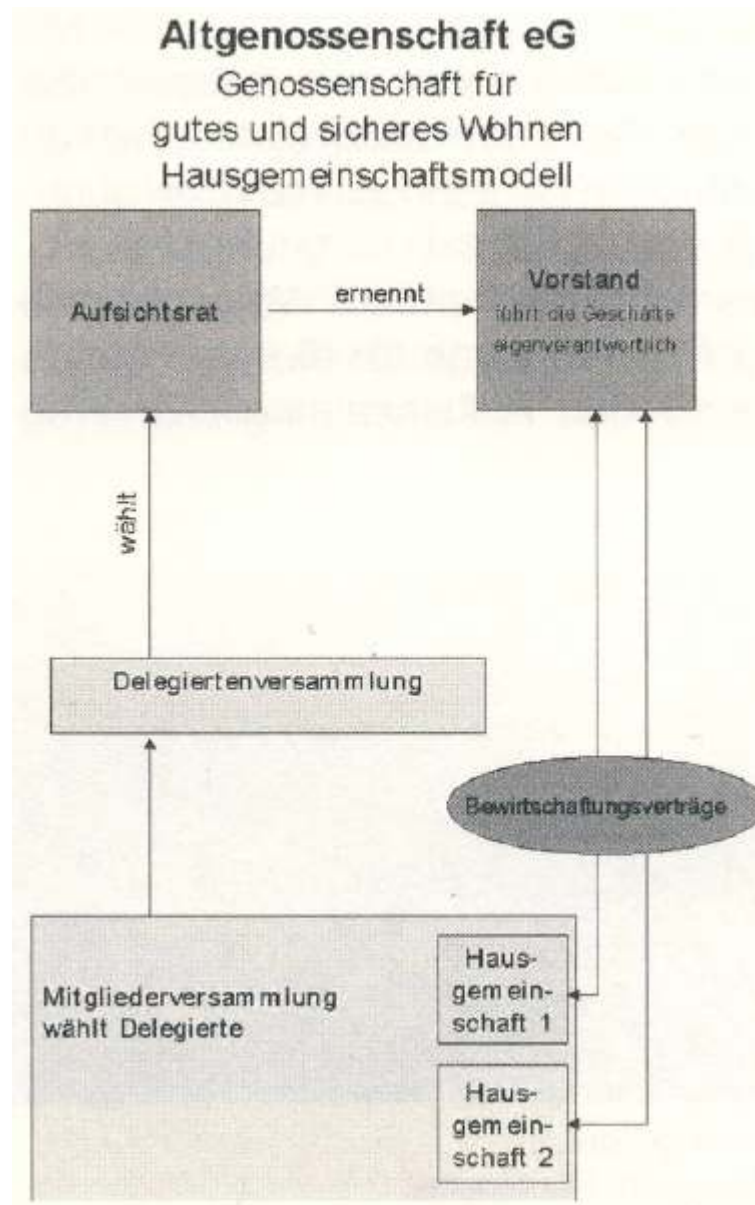 Altgenossenschaft eG
Genossenschaft für
gutes und sicheres Wohnen
Hausgemeinschaftsmodell
Aufsichtsrat
ernennt
Vorstand
führt die Geschäfte
eigenverantwortlich
wählt
Delegiertenversammlung
Bewirtschaftungsverträge
Mitgliederversammlung
wählt Delegierte
Haus-
gemein-
schaft 1
Haus-
gemein-
schaft 2